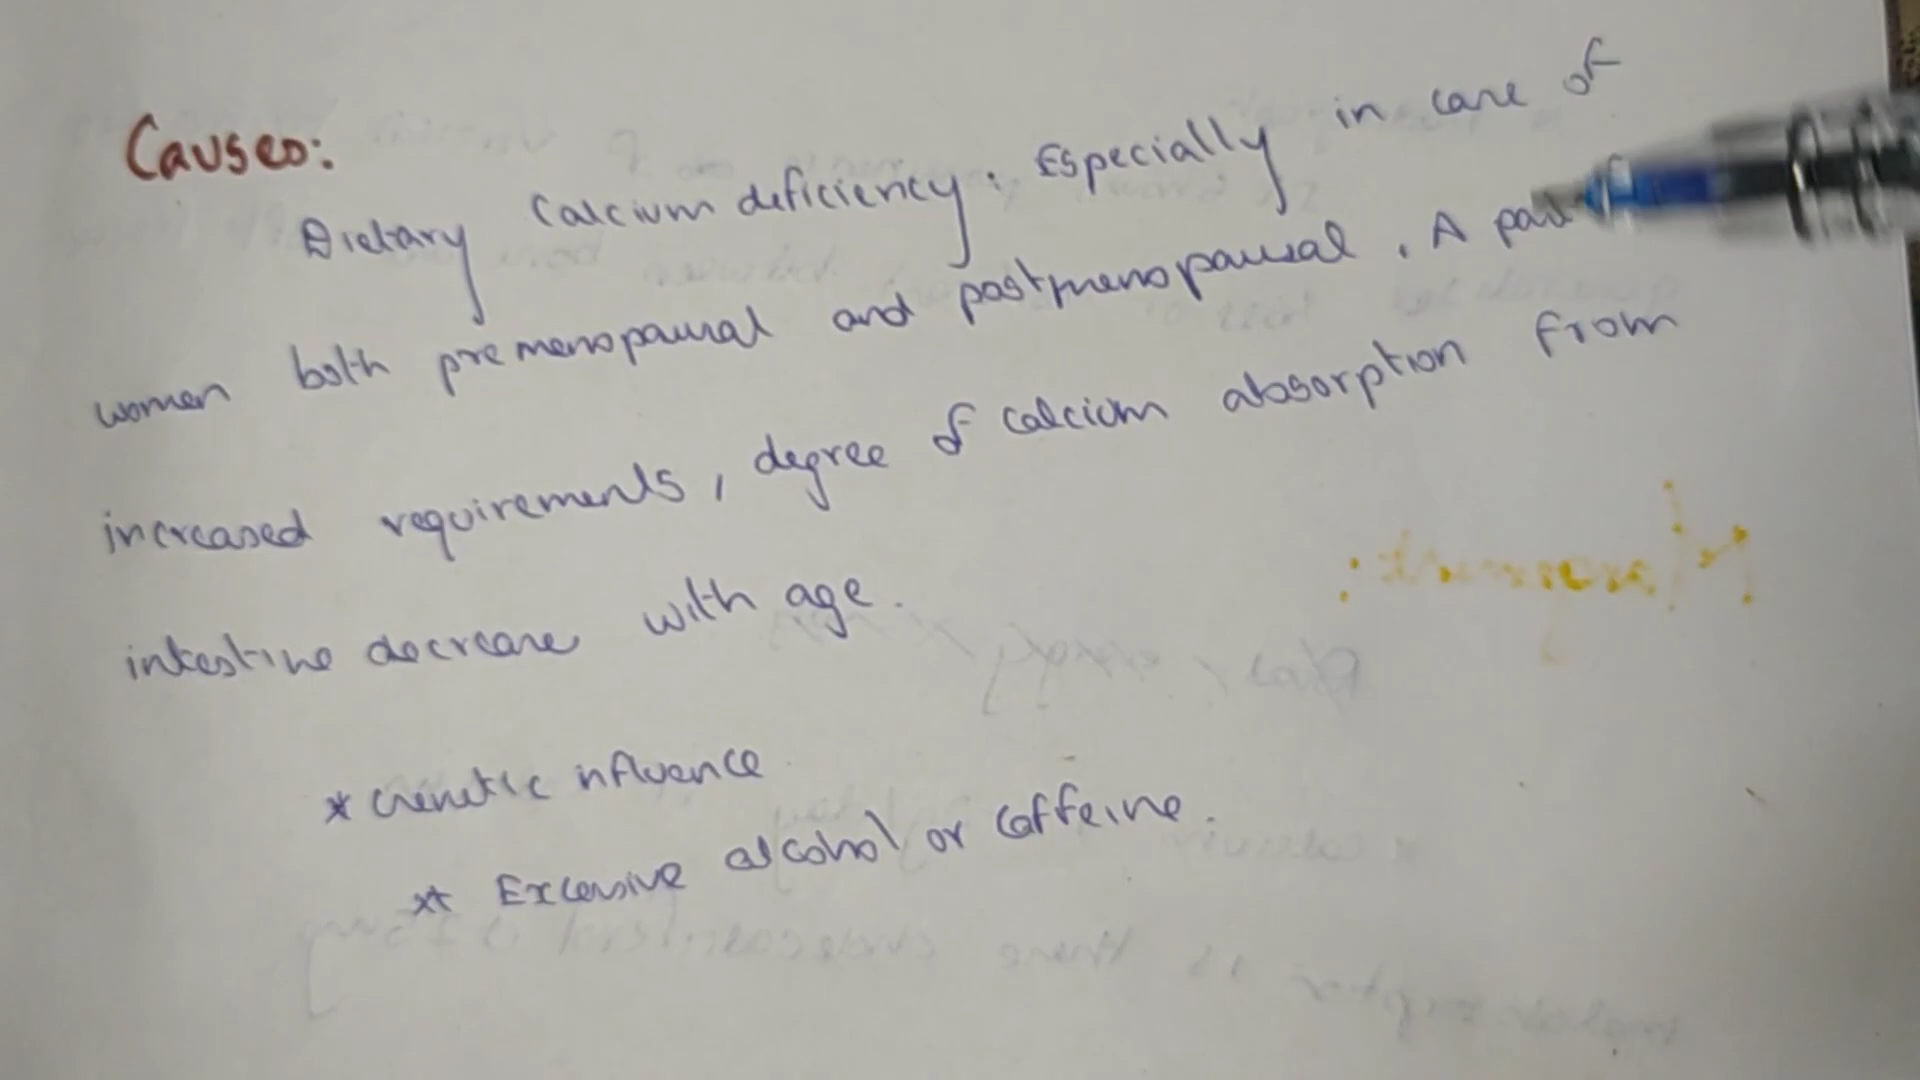 Causes:
Dietary Calcium deficiency. Especially in case of
women both premenopausal and postmenopausal. A
increased requirements, degree of calcium absorption from
intestine decrease with age.
* Genetic influence
** Excessive alcohol or caffeine.